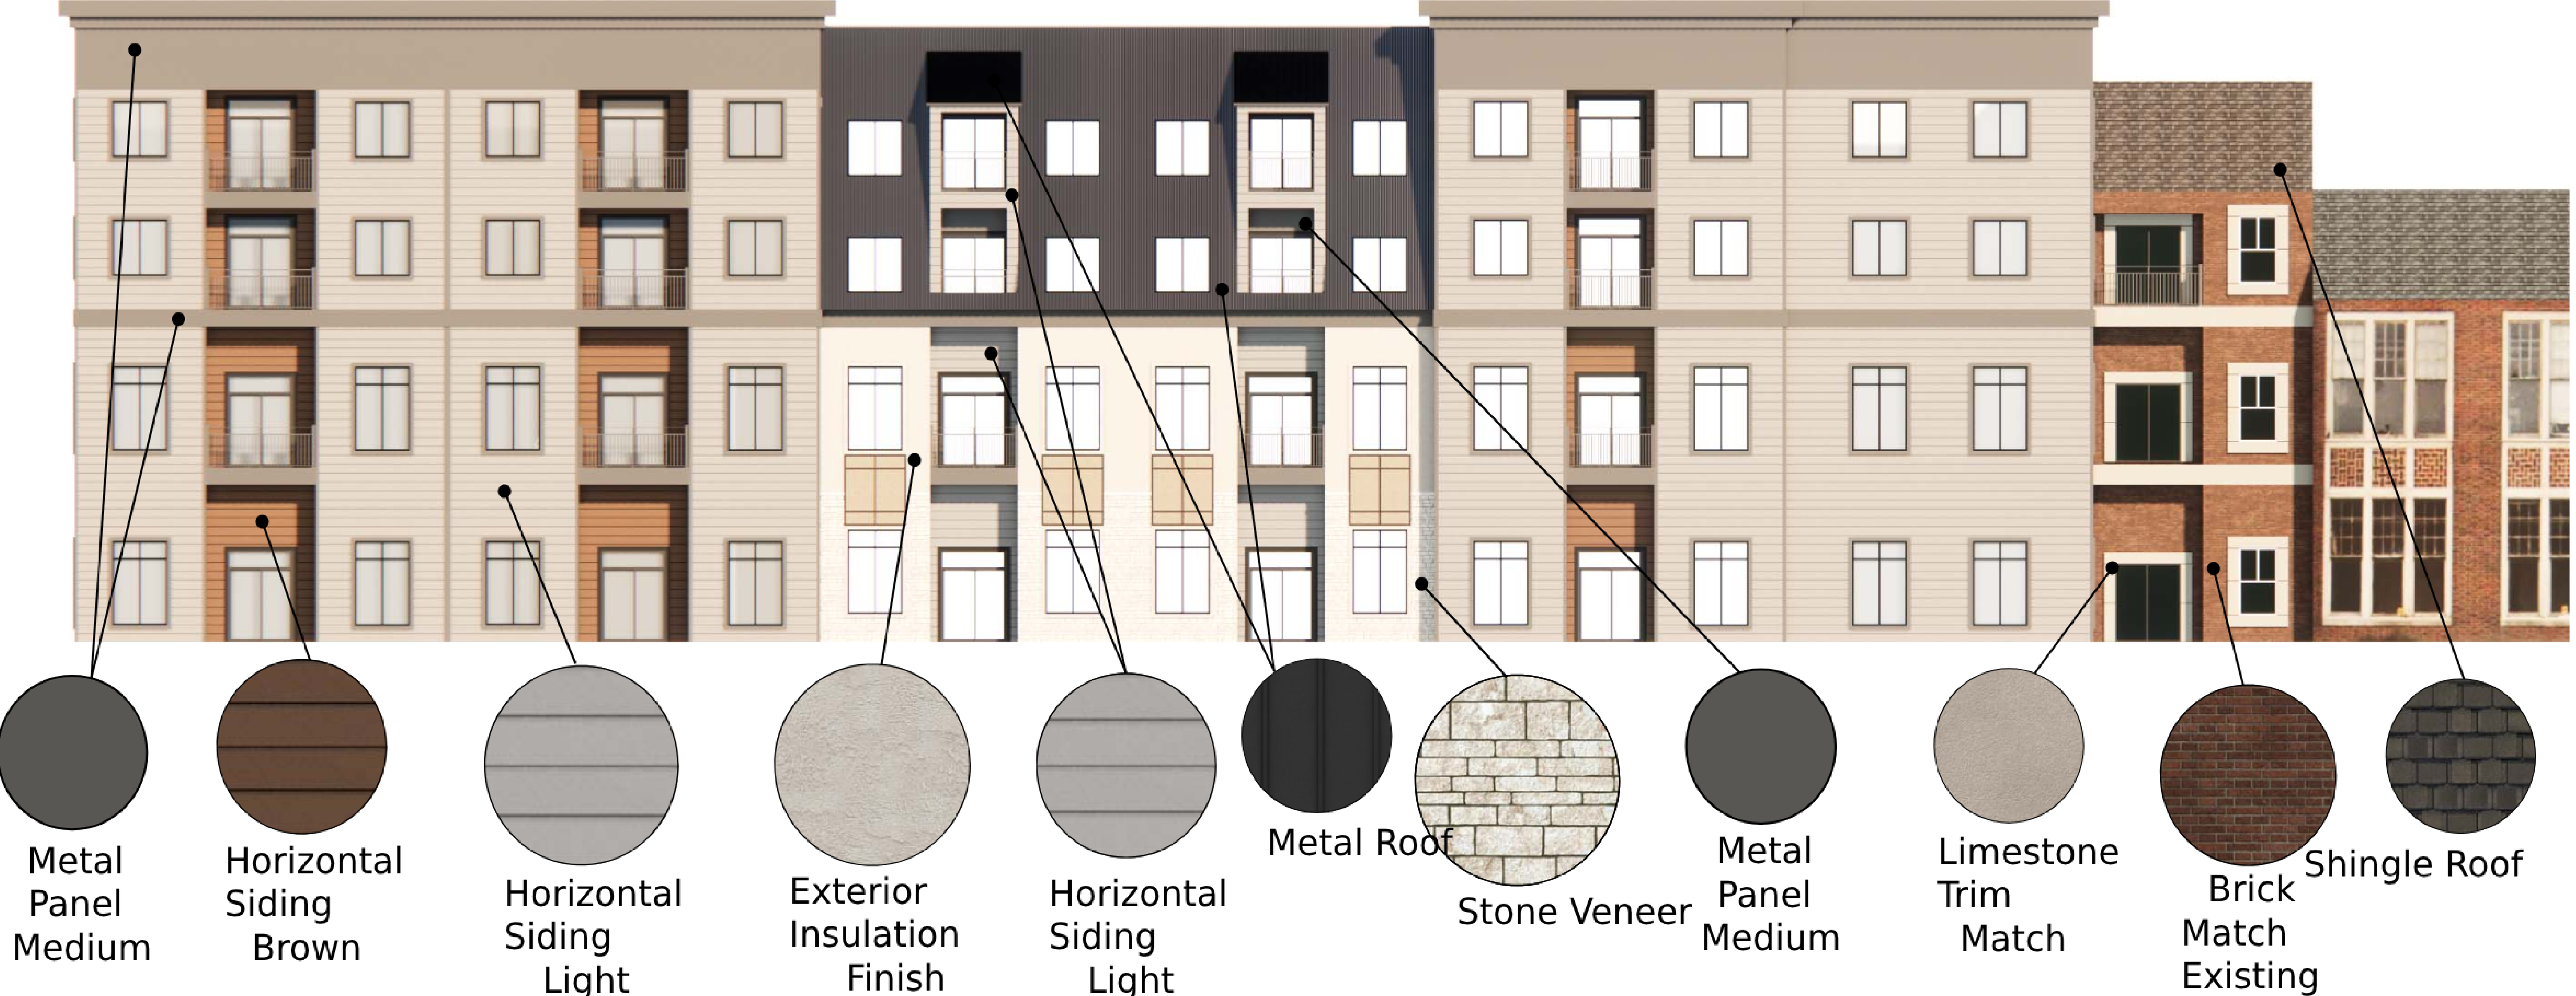 Metal
Panel
Medium
Horizontal
Siding
Brown
Horizontal
Siding
Light
Exterior
Insulation
Finish
Horizontal
Siding
Light
Metal Roof
Stone Veneer
Metal
Panel
Medium
Limestone
Trim
Match
Brick
Match
Existing
Shingle Roof